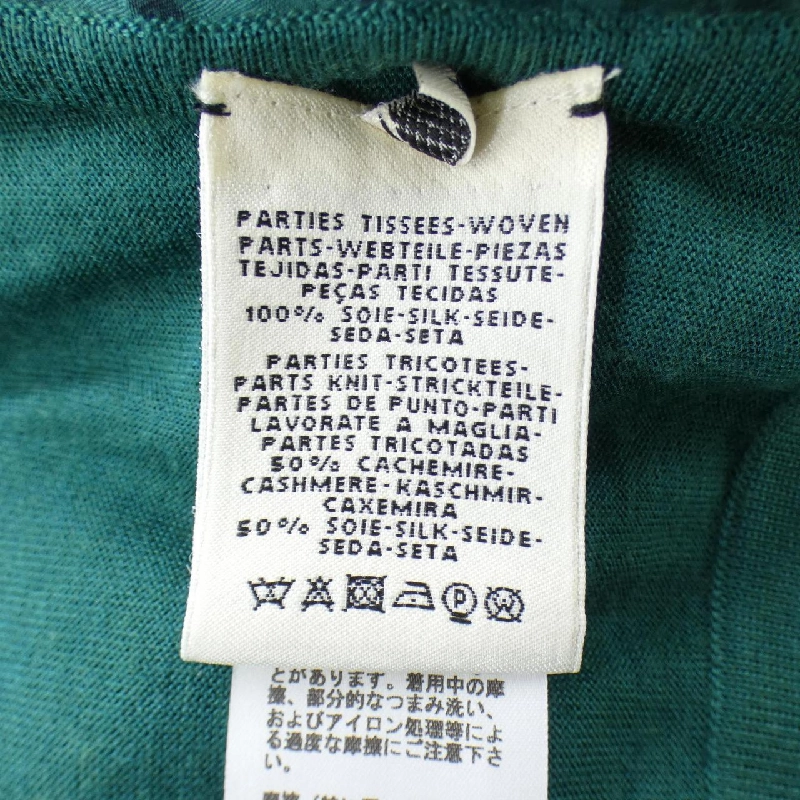 PARTIES TISSEES-WOVEN
PARTS-WEBTEILE-PIEZAS
TEJIDAS-PARTI TESSUTE-
PEÇAS TECIDAS
100% SOIE-SILK-SEIDE-
SEDA-SETA
PARTIES TRICOTEES-
PARTS KNIT-STRICKTEILE-
PARTES DE PUNTO-PARTI
LAVORATE A MAGLIA-
PARTES TRICOTADAS
50% CACHEMIRE-
CASHMERE-KASCHMIR-
CAXEMIRA
50% SOIE-SILK-SEIDE-
SEDA-SETA
P W
とがあります。着用中の摩
擦、部分的なつまみ洗い、
およびアイロン処理等によ
る過度な摩擦にご注意下さ
い。